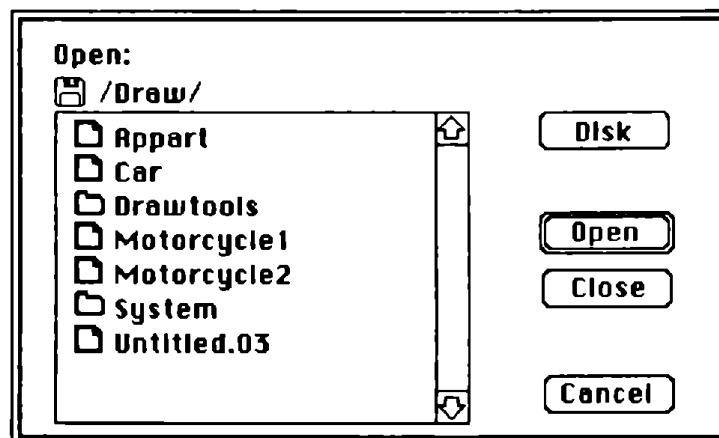 Open:
/Draw/
Appart
Car
Drawtools
Motorcycle1
Motorcycle2
System
Untitled.03
Disk
Open
Close
Cancel